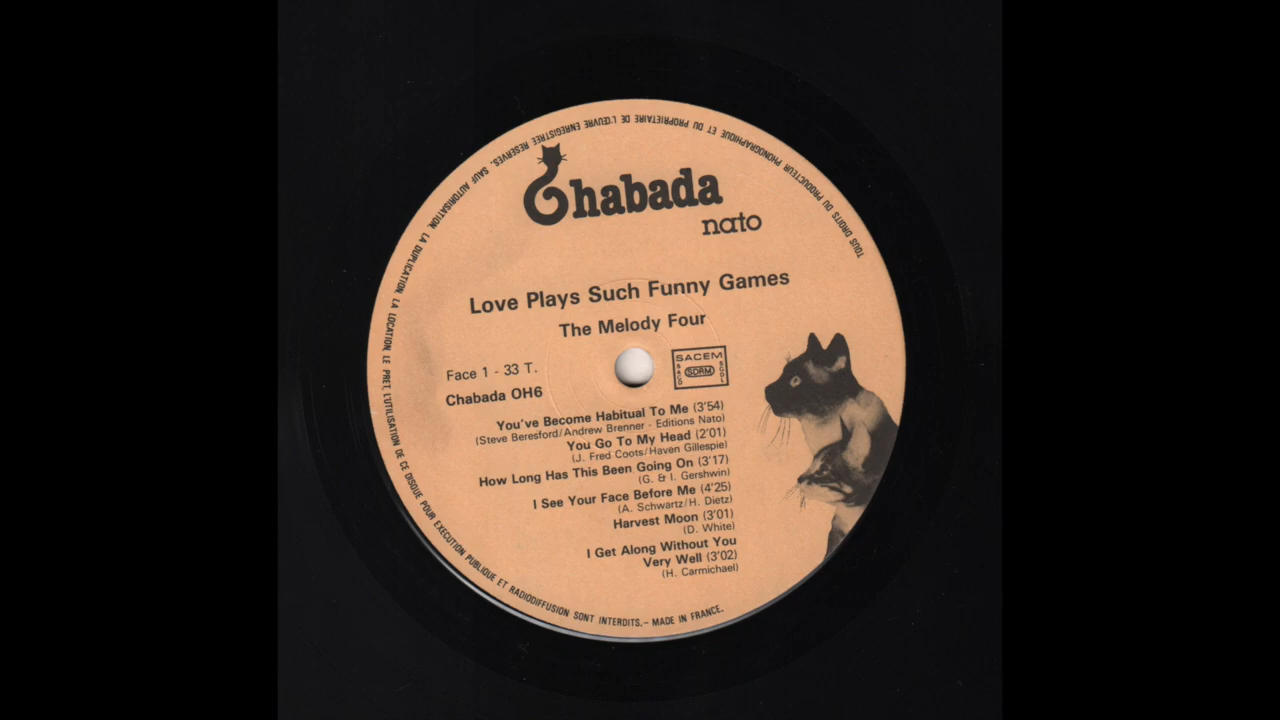 Chabada
nato
Love Plays Such Funny Games
The Melody Four
Face 1 - 33 T.
Chabada OH6
SACEM
SACD
SDRM
SGDL
You've Become Habitual To Me (3'54)
(Steve Beresford/Andrew Brenner - Editions Nato)
You Go To My Head (2'01)
(J. Fred Coots/Haven Gillespie)
How Long Has This Been Going On (3'17)
(G. & I. Gershwin)
I See Your Face Before Me (4'25)
(A. Schwartz/H. Dietz)
Harvest Moon (3'01)
(D. White)
I Get Along Without You
Very Well (3'02)
(H. Carmichael)
TOUS DROITS DU PRODUCTEUR PHONOGRAPHIQUE ET DU PROPRIETAIRE DE L'ŒUVRE ENREGISTREE RESERVES. SAUF AUTORISATION, LA DUPLICATION, LA LOCATION, LE PRET, L'UTILISATION DE CE DISQUE POUR EXECUTION PUBLIQUE ET RADIODIFFUSION SONT INTERDITS. - MADE IN FRANCE.